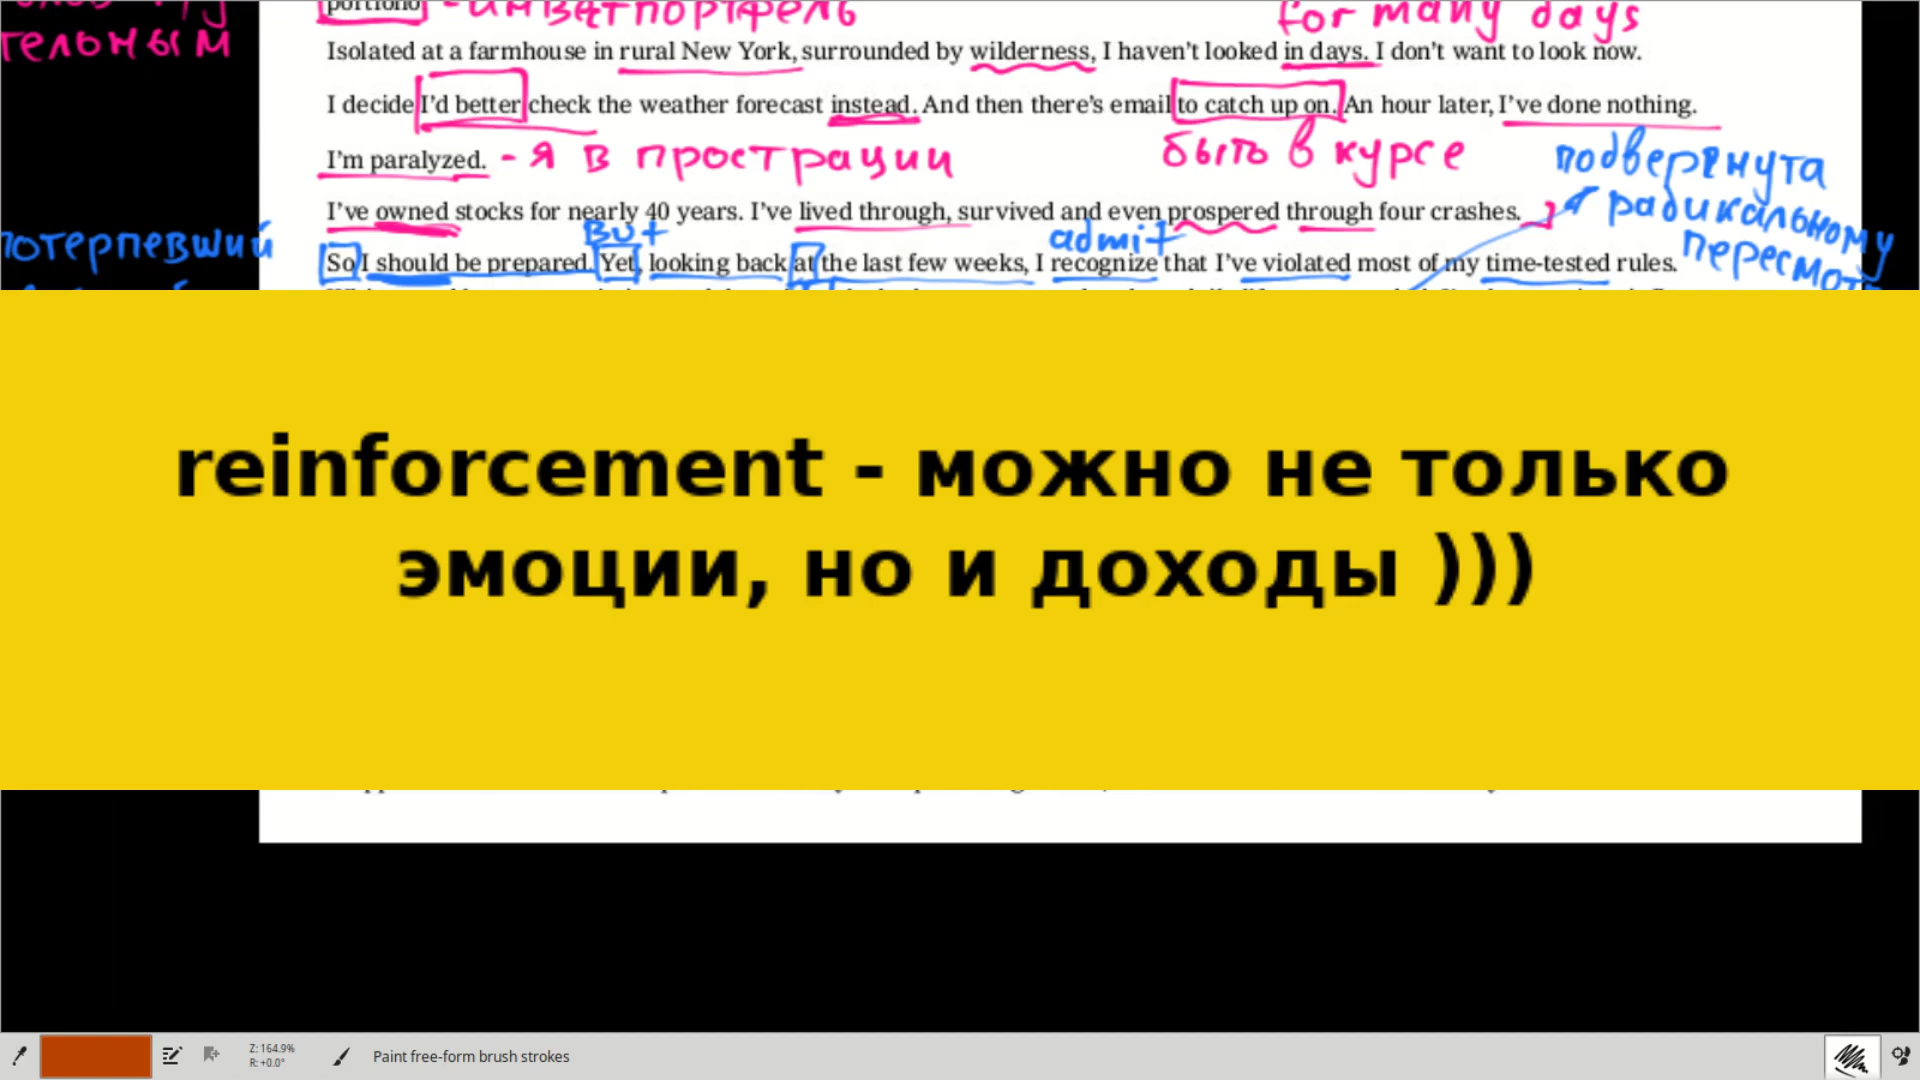 portfolio - инветпортфель for many days
тельным
Isolated at a farmhouse in rural New York, surrounded by wilderness, I haven't looked in days. I don't want to look now.
I decide I'd better check the weather forecast instead. And then there's email to catch up on. An hour later, I've done nothing.
I'm paralyzed. - я в прострации быть в курсе
подвергнута
I've owned stocks for nearly 40 years. I've lived through, survived and even prospered through four crashes.
радикальному
потерпевший But admit
So I should be prepared. Yet, looking back at the last few weeks, I recognize that I've violated most of my time-tested rules.
reinforcement - можно не только
эмоции, но и доходы )))
Z: 164.9%
R: +0.0°
Paint free-form brush strokes